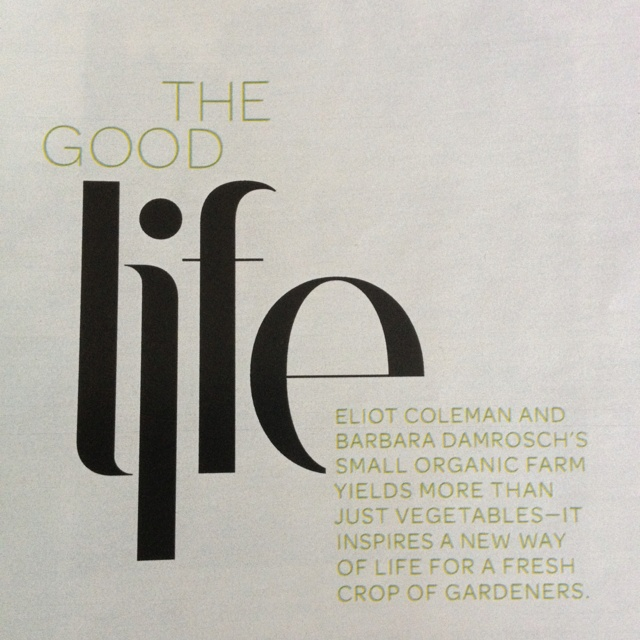 THE
GOOD
life
ELIOT COLEMAN AND
BARBARA DAMROSCH'S
SMALL ORGANIC FARM
YIELDS MORE THAN
JUST VEGETABLES—IT
INSPIRES A NEW WAY
OF LIFE FOR A FRESH
CROP OF GARDENERS.